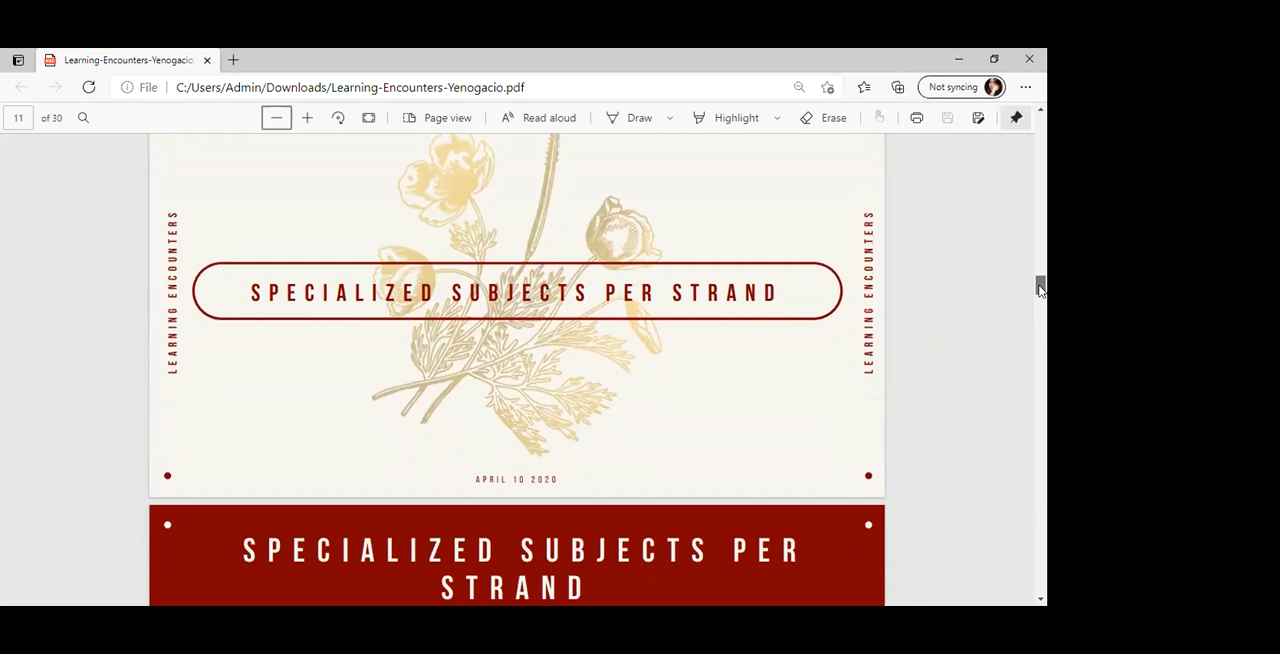 Learning-Encounters-Yenogacio.
File
C:/Users/Admin/Downloads/Learning-Encounters-Yenogacio.pdf
Not syncing
11 of 30
Page view
Read aloud
Draw
Highlight
Erase
LEARNING ENCOUNTERS
SPECIALIZED SUBJECTS PER STRAND
LEARNING ENCOUNTERS
APRIL 10 2020
SPECIALIZED SUBJECTS PER
STRAND